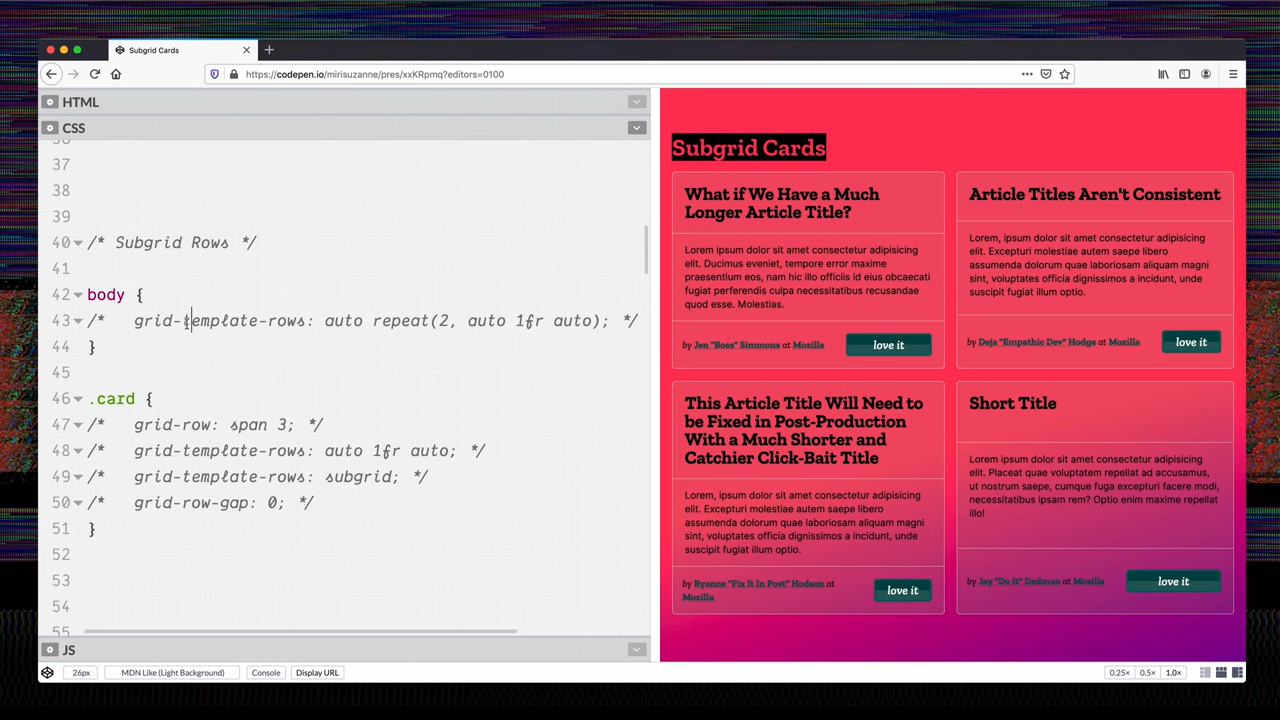 Subgrid Cards
https://codepen.io/mirisuzanne/pres/xxKRpmq?editors=0100
HTML
CSS
36
37
38
39
40 /* Subgrid Rows */
41
42 body {
43 /* grid-template-rows: auto repeat(2, auto 1fr auto); */
44 }
45
46 .card {
47 /* grid-row: span 3; */
48 /* grid-template-rows: auto 1fr auto; */
49 /* grid-template-rows: subgrid; */
50 /* grid-row-gap: 0; */
51 }
52
53
54
55
JS
26px
MDN Like (Light Background)
Console
Display URL
0.25×
0.5×
1.0×
Subgrid Cards
What if We Have a Much
Longer Article Title?
Lorem ipsum dolor sit amet consectetur adipisicing
elit. Ducimus eveniet, tempore error maxime
praesentium eos, nam hic illo officiis id eius obcaecati
fugiat perferendis culpa necessitatibus recusandae
quod esse. Molestias.
by Jen "Boss" Simmons at Mozilla
love it
Article Titles Aren't Consistent
Lorem, ipsum dolor sit amet consectetur adipisicing
elit. Excepturi molestiae autem dolorum vel iste,
assumenda dolorum quae laboriosam aliquam magni
sint, voluptates officia dignissimos a incidunt, unde
suscipit fugiat illum optio.
by Deja "Empathic Dev" Hodge at Mozilla
love it
This Article Title Will Need to
be Fixed in Post-Production
With a Much Shorter and
Catchier Click-Bait Title
Lorem, ipsum dolor sit amet consectetur adipisicing
elit. Excepturi molestiae autem dolorum vel iste,
assumenda dolorum quae laboriosam aliquam magni
sint, voluptates officia dignissimos a incidunt, unde
suscipit fugiat illum optio.
by Ryanne "Fix It In Post" Hodson at
Mozilla
love it
Short Title
Lorem ipsum dolor sit, amet consectetur adipisicing
elit. Placeat quae voluptatem repellat ad accusamus,
ut nostrum sed maxime, cumque fuga excepturi facere modi,
necessitatibus ipsam rem? Optio enim maxime repellat
illo!
by Jay "Do It" Dedman at Mozilla
love it